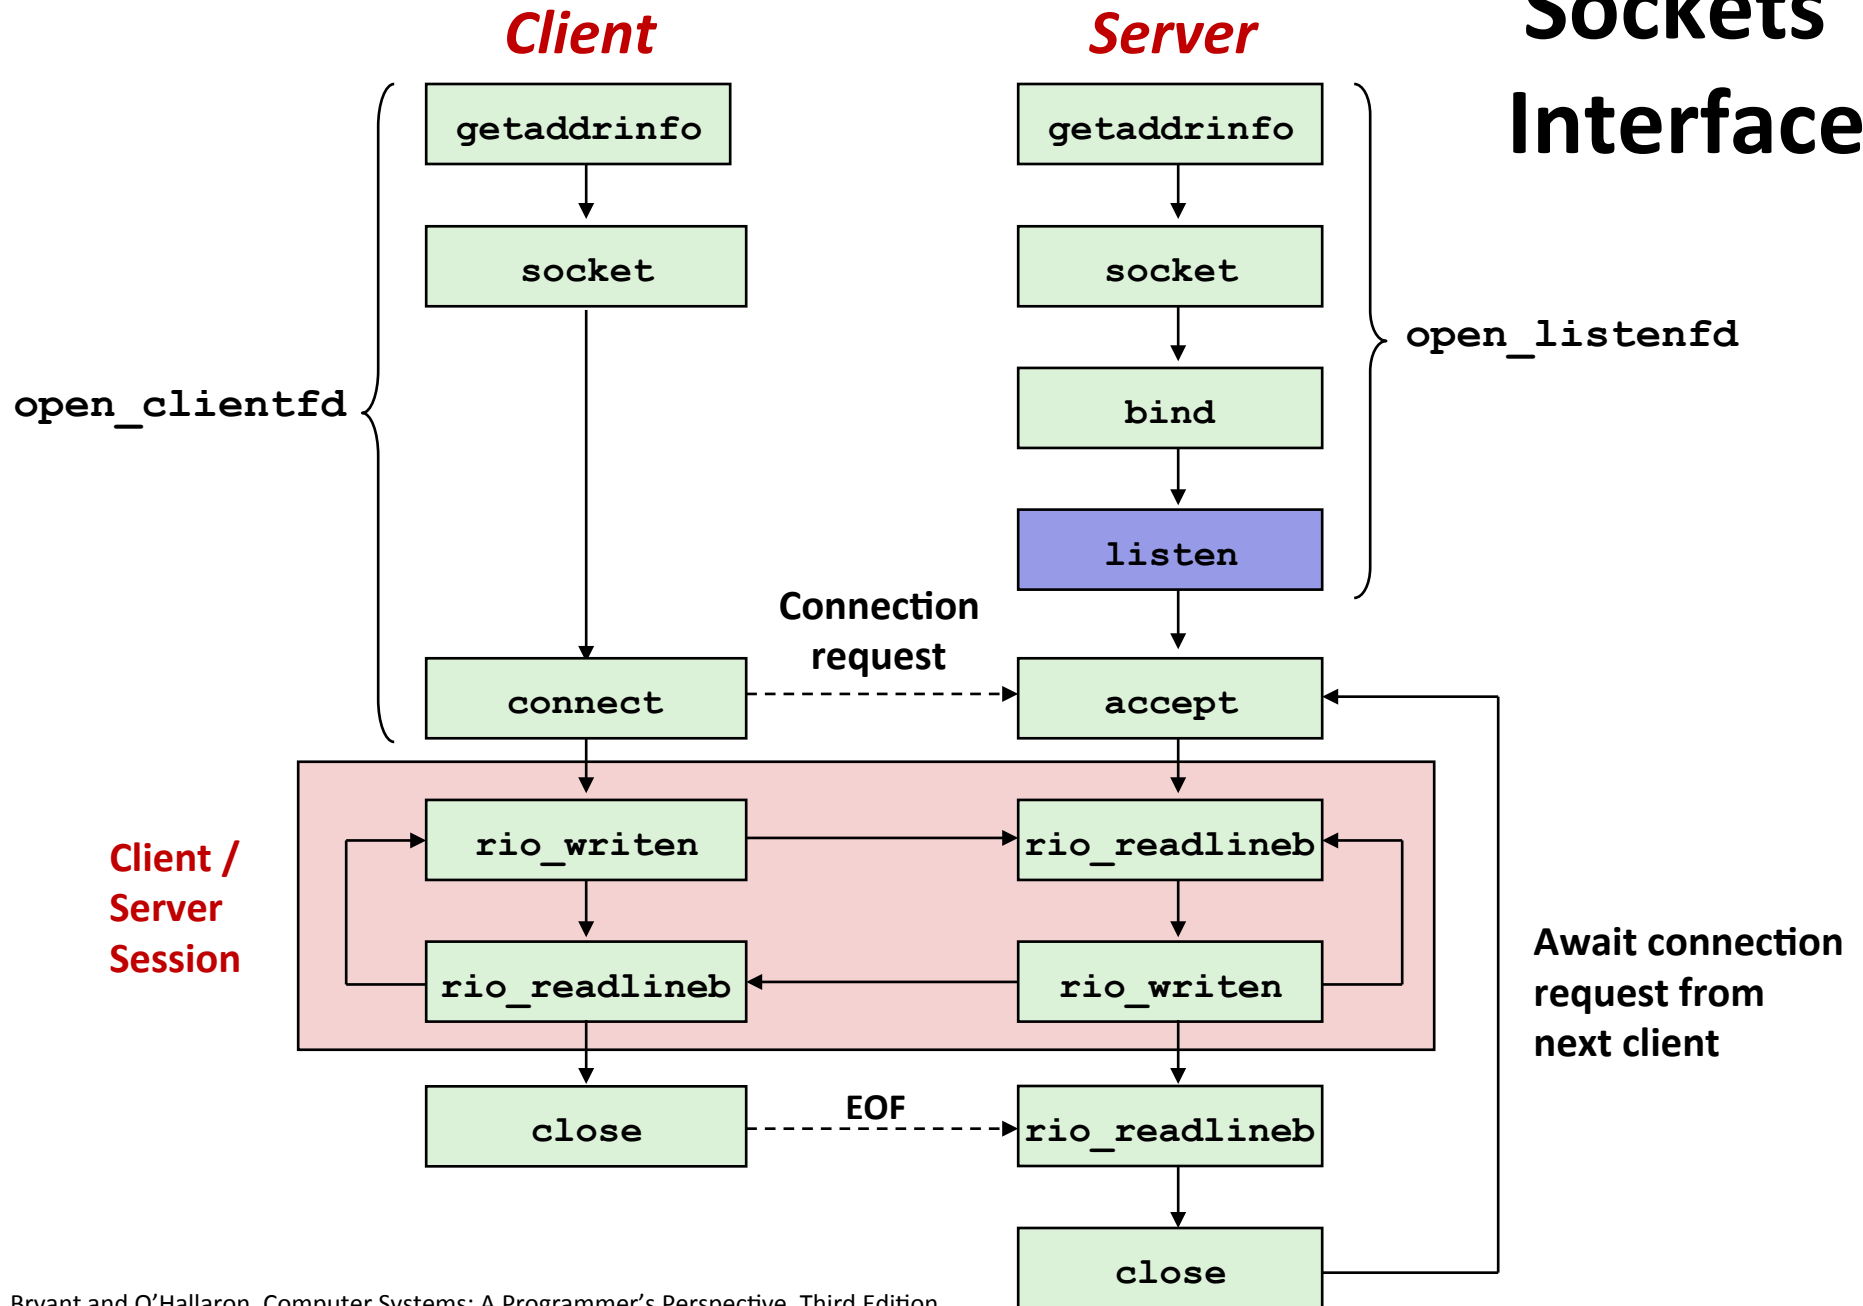 Sockets
Interface
Client
Server
getaddrinfo
getaddrinfo
socket
socket
open_listenfd
open_clientfd
bind
listen
Connection
request
connect
accept
Client /
Server
Session
rio_writen
rio_readlineb
rio_readlineb
rio_writen
Await connection
request from
next client
close
EOF
rio_readlineb
close
Bryant and O’Hallaron, Computer Systems: A Programmer’s Perspective, Third Edition